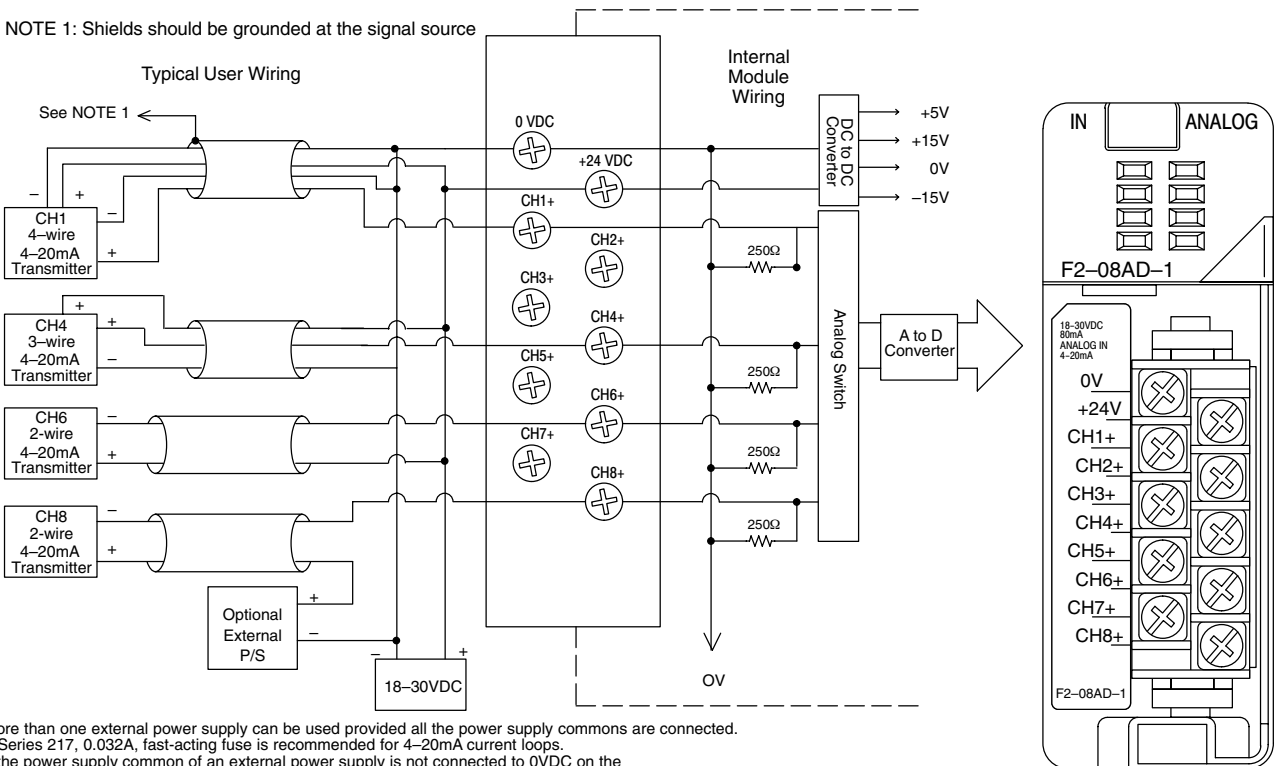 NOTE 1: Shields should be grounded at the signal source
Typical User Wiring
Internal
Module
Wiring
See NOTE 1
0 VDC
+24 VDC
CH1+
CH2+
CH3+
CH4+
CH5+
CH6+
CH7+
CH8+
DC to DC
Converter
+5V
+15V
0V
–15V
– +
CH1
4–wire
4–20mA
Transmitter
–
+
+
CH4
3–wire
4–20mA
Transmitter
+
–
CH6
2-wire
4–20mA
Transmitter
–
+
CH8
2-wire
4–20mA
Transmitter
–
+
Optional
External
P/S
+
–
– +
18–30VDC
250Ω
250Ω
250Ω
250Ω
Analog Switch
A to D
Converter
OV
IN ANALOG
F2–08AD–1
18-30VDC
80mA
ANALOG IN
4-20mA
0V
+24V
CH1+
CH2+
CH3+
CH4+
CH5+
CH6+
CH7+
CH8+
F2–08AD–1
ore than one external power supply can be used provided all the power supply commons are connected.
Series 217, 0.032A, fast-acting fuse is recommended for 4–20mA current loops.
the power supply common of an external power supply is not connected to 0VDC on the